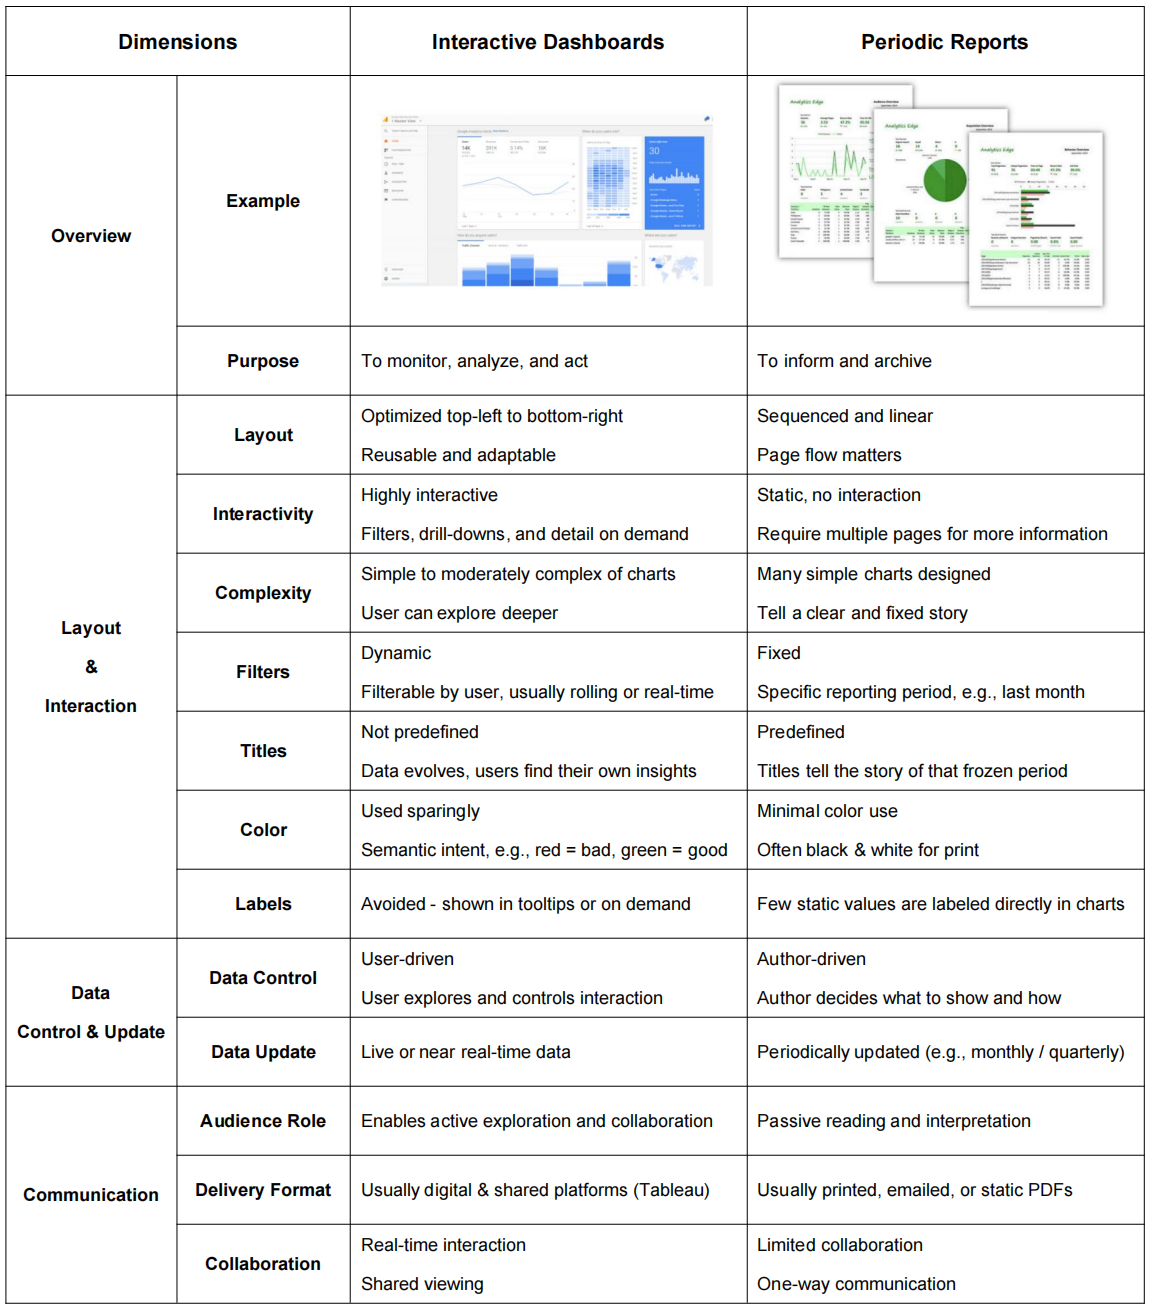 Dimensions
Interactive Dashboards
Periodic Reports
Overview
Example
Analytics Edge
Analytics Edge
Analytics Edge
Purpose
To monitor, analyze, and act
To inform and archive
Layout
&
Interaction
Layout
Optimized top-left to bottom-right
Reusable and adaptable
Sequenced and linear
Page flow matters
Interactivity
Highly interactive
Filters, drill-downs, and detail on demand
Static, no interaction
Require multiple pages for more information
Complexity
Simple to moderately complex of charts
User can explore deeper
Many simple charts designed
Tell a clear and fixed story
Filters
Dynamic
Filterable by user, usually rolling or real-time
Fixed
Specific reporting period, e.g., last month
Titles
Not predefined
Data evolves, users find their own insights
Predefined
Titles tell the story of that frozen period
Color
Used sparingly
Semantic intent, e.g., red = bad, green = good
Minimal color use
Often black & white for print
Labels
Avoided - shown in tooltips or on demand
Few static values are labeled directly in charts
Data
Control & Update
Data Control
User-driven
User explores and controls interaction
Author-driven
Author decides what to show and how
Data Update
Live or near real-time data
Periodically updated (e.g., monthly / quarterly)
Communication
Audience Role
Enables active exploration and collaboration
Passive reading and interpretation
Delivery Format
Usually digital & shared platforms (Tableau)
Usually printed, emailed, or static PDFs
Collaboration
Real-time interaction
Shared viewing
Limited collaboration
One-way communication